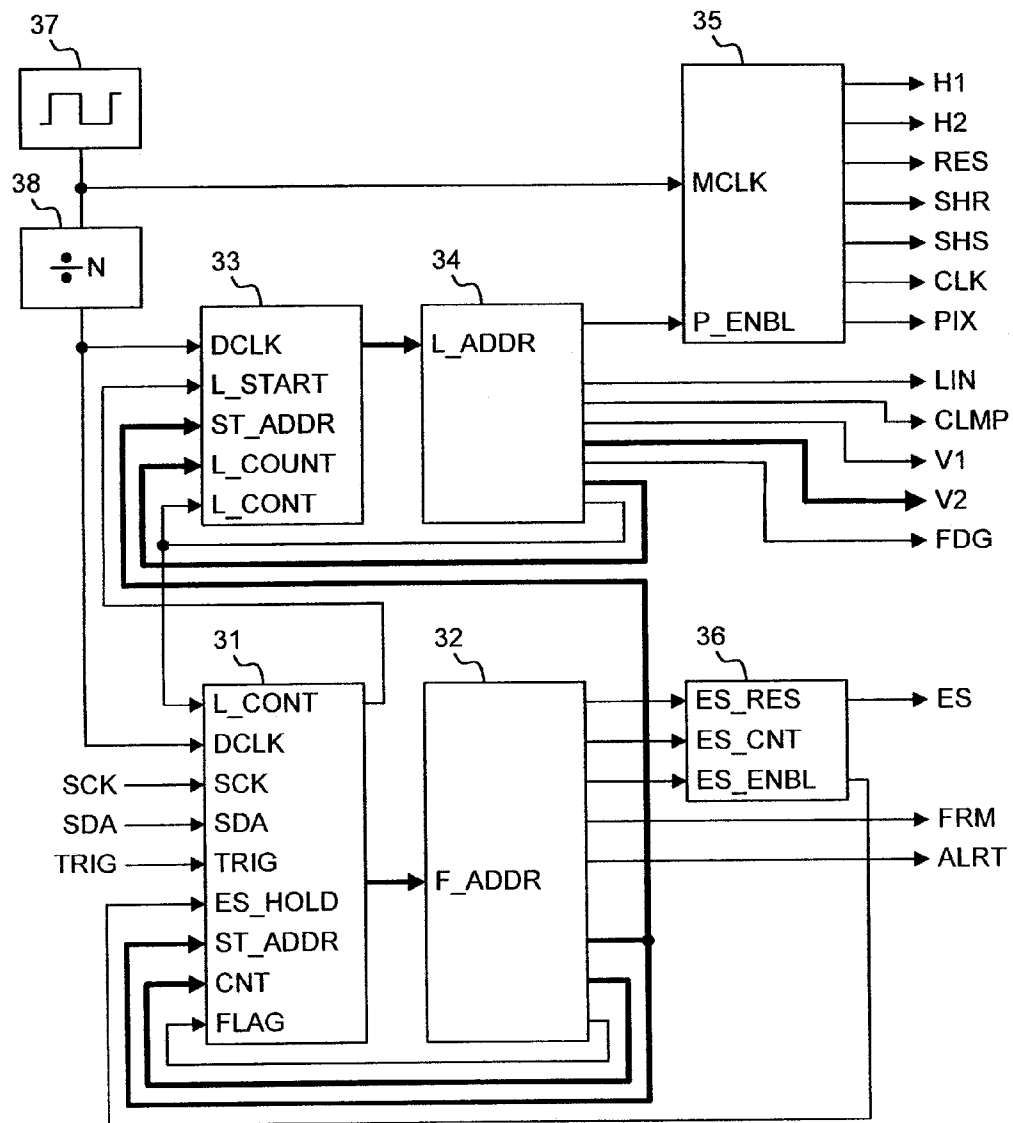 37
35
H1
H2
RES
MCLK
SHR
38
SHS
÷N
33
34
CLK
P_ENBL
PIX
DCLK
L_ADDR
L_START
LIN
ST_ADDR
CLMP
L_COUNT
V1
L_CONT
V2
FDG
31
32
36
L_CONT
ES_RES
ES
DCLK
ES_CNT
SCK
SCK
ES_ENBL
SDA
SDA
FRM
TRIG
TRIG
F_ADDR
ALRT
ES_HOLD
ST_ADDR
CNT
FLAG